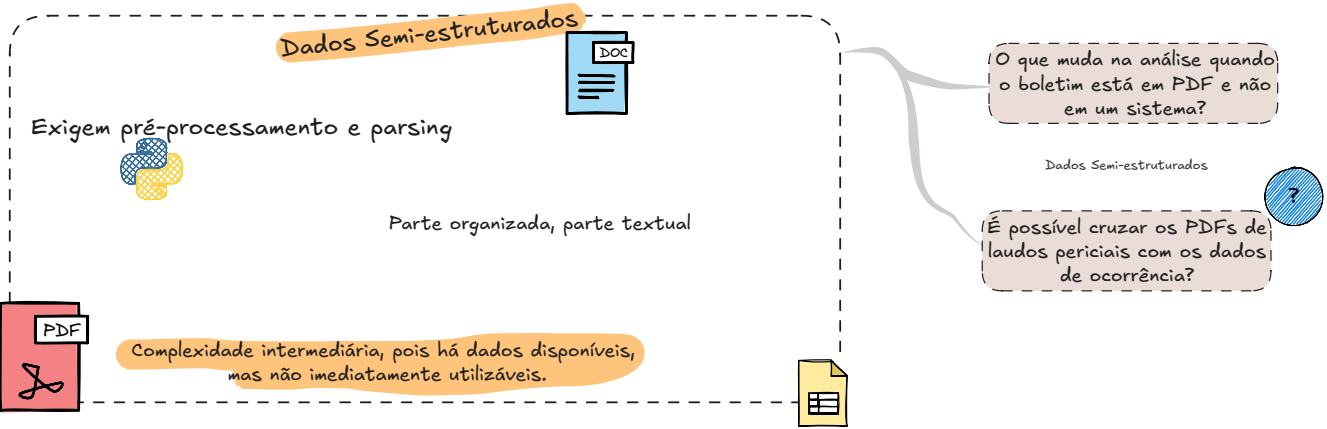 Dados Semi-estruturados
DOC
Exigem pré-processamento e parsing
Parte organizada, parte textual
PDF
Complexidade intermediária, pois há dados disponíveis,
mas não imediatamente utilizáveis.
O que muda na análise quando
o boletim está em PDF e não
em um sistema?
Dados Semi-estruturados
?
É possível cruzar os PDFs de
laudos periciais com os dados
de ocorrência?